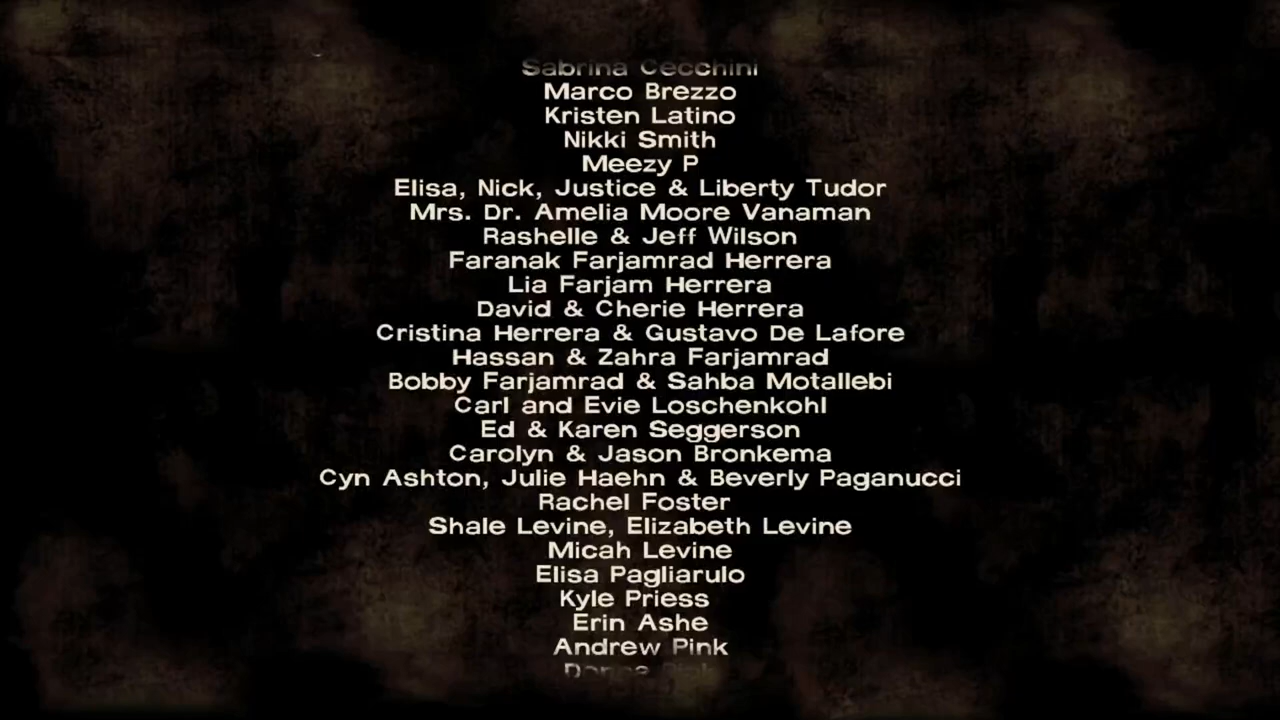 Sabrina Cecchini
Marco Brezzo
Kristen Latino
Nikki Smith
Meezy P
Elisa, Nick, Justice & Liberty Tudor
Mrs. Dr. Amelia Moore Vanaman
Rashelle & Jeff Wilson
Faranak Farjamrad Herrera
Lia Farjam Herrera
David & Cherie Herrera
Cristina Herrera & Gustavo De Lafore
Hassan & Zahra Farjamrad
Bobby Farjamrad & Sahba Motallebi
Carl and Evie Loschenkohl
Ed & Karen Seggerson
Carolyn & Jason Bronkema
Cyn Ashton, Julie Haehn & Beverly Paganucci
Rachel Foster
Shale Levine, Elizabeth Levine
Micah Levine
Elisa Pagliarulo
Kyle Priess
Erin Ashe
Andrew Pink